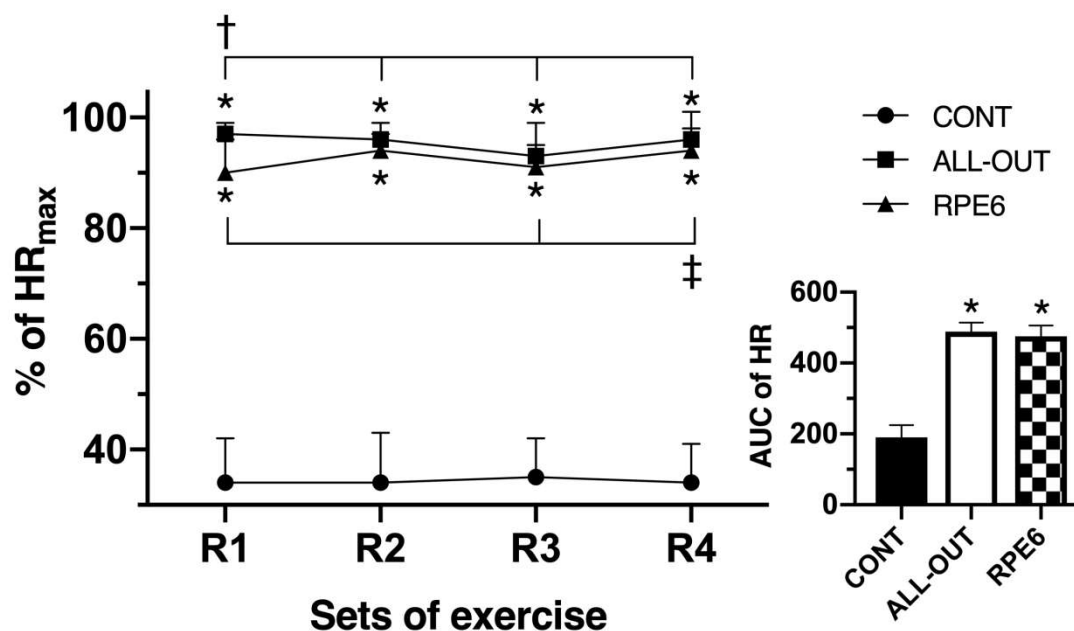 †
* * * *
100
80
60
40
% of HRmax
* * * *
‡
R1 R2 R3 R4
Sets of exercise
CONT
ALL-OUT
RPE6
600
400
200
0
AUC of HR
* *
CONT
ALL-OUT
RPE6